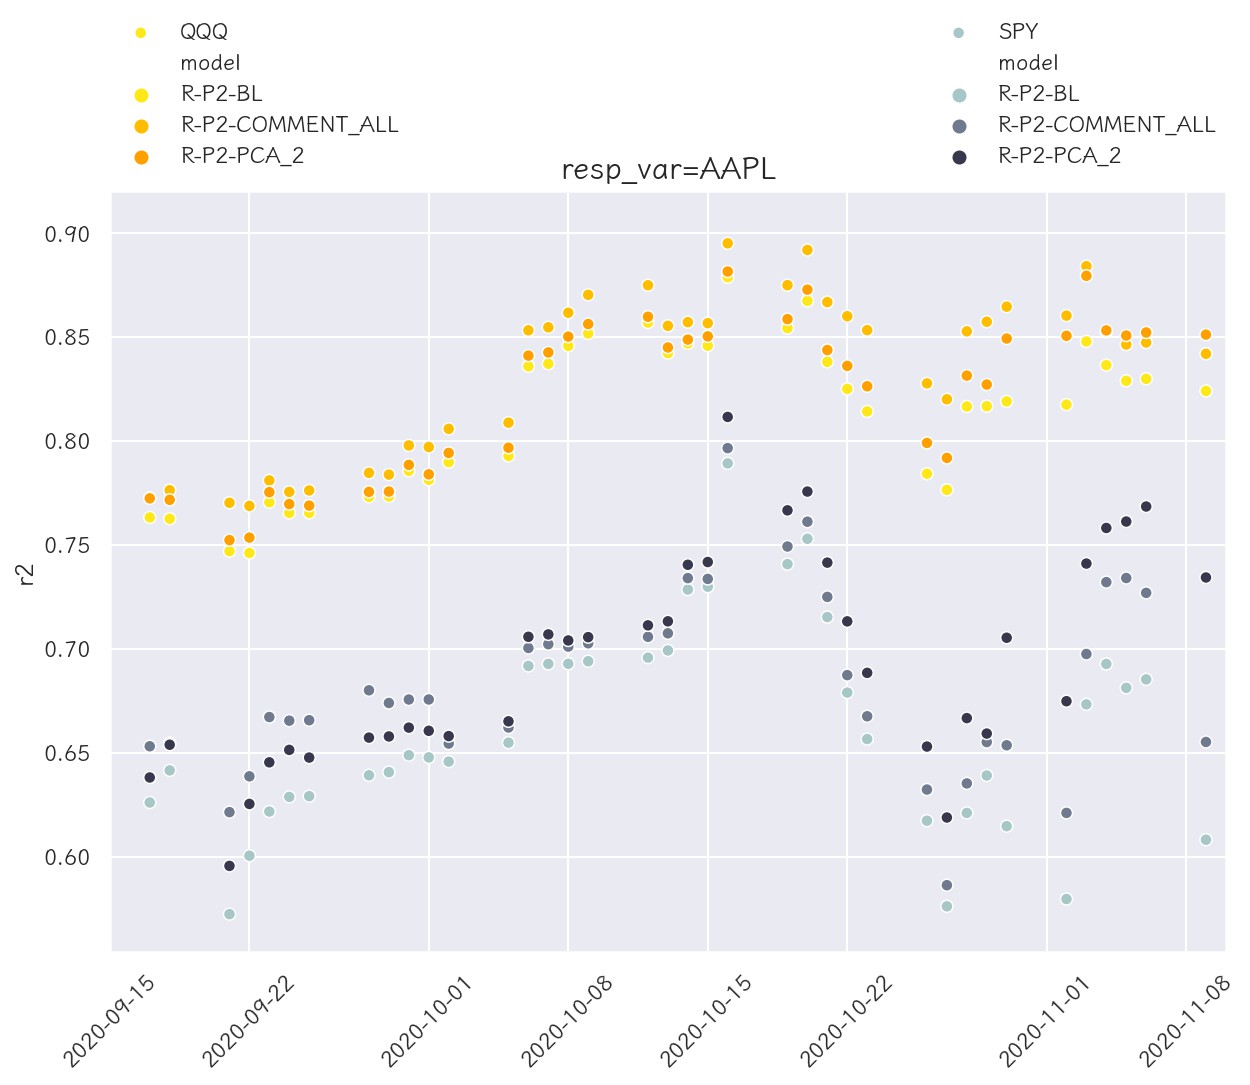 QQQ
model
R-P2-BL
R-P2-COMMENT_ALL
R-P2-PCA_2
SPY
model
R-P2-BL
R-P2-COMMENT_ALL
R-P2-PCA_2
resp_var=AAPL
0.90
0.85
0.80
0.75
0.70
0.65
0.60
r2
2020-09-15
2020-09-22
2020-10-01
2020-10-08
2020-10-15
2020-10-22
2020-11-01
2020-11-08